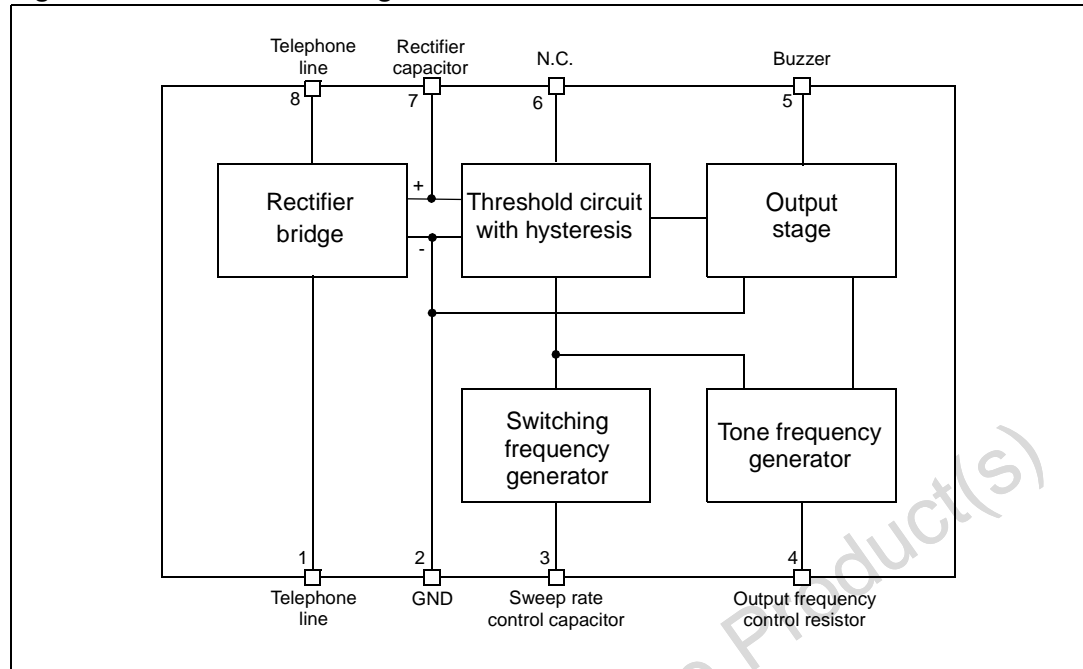 Telephone
line
Rectifier
capacitor
N.C.
Buzzer
8
7
6
5
Rectifier
bridge
+
-
Threshold circuit
with hysteresis
Output
stage
Switching
frequency
generator
Tone frequency
generator
1
2
3
4
Telephone
line
GND
Sweep rate
control capacitor
Output frequency
control resistor
Product(s)